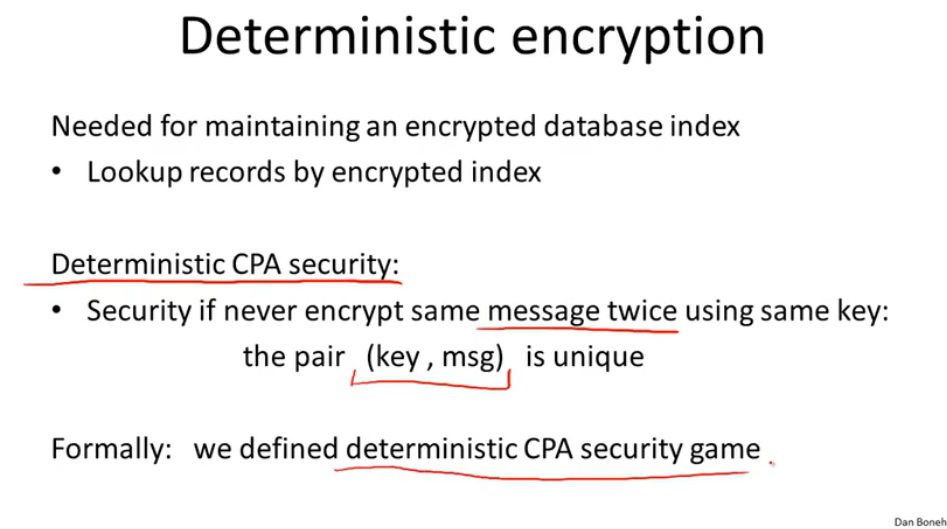 Deterministic encryption
Needed for maintaining an encrypted database index
• Lookup records by encrypted index
Deterministic CPA security:
• Security if never encrypt same message twice using same key:
the pair (key , msg) is unique
Formally: we defined deterministic CPA security game
Dan Boneh